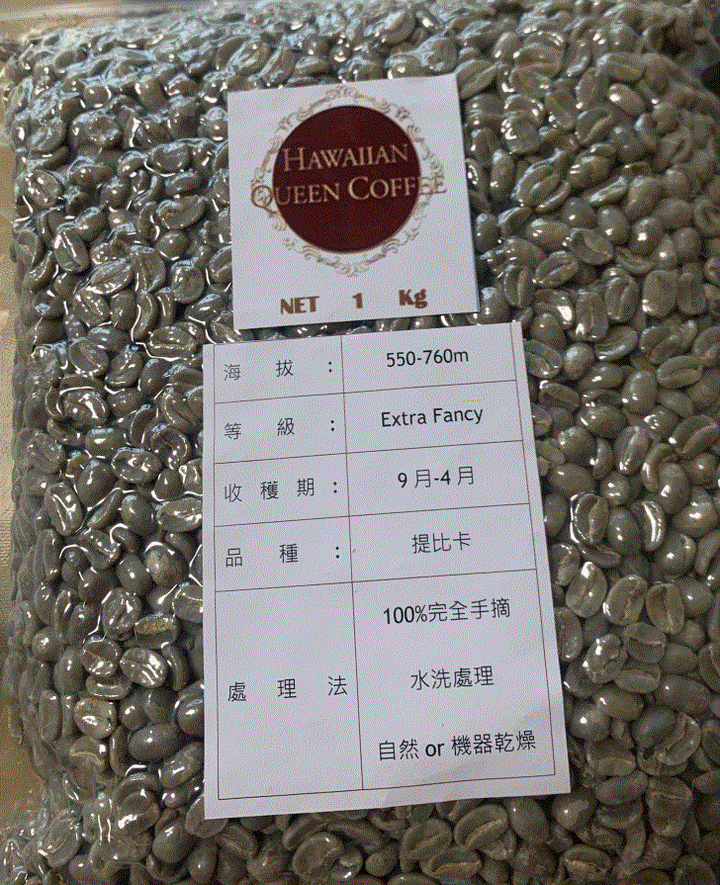 HAWAIIAN
QUEEN COFFEE
NET 1 Kg
海拔: 550-760m
等級: Extra Fancy
收穫期: 9月-4月
品種: 提比卡
100%完全手摘
處理法 水洗處理
自然 or 機器乾燥